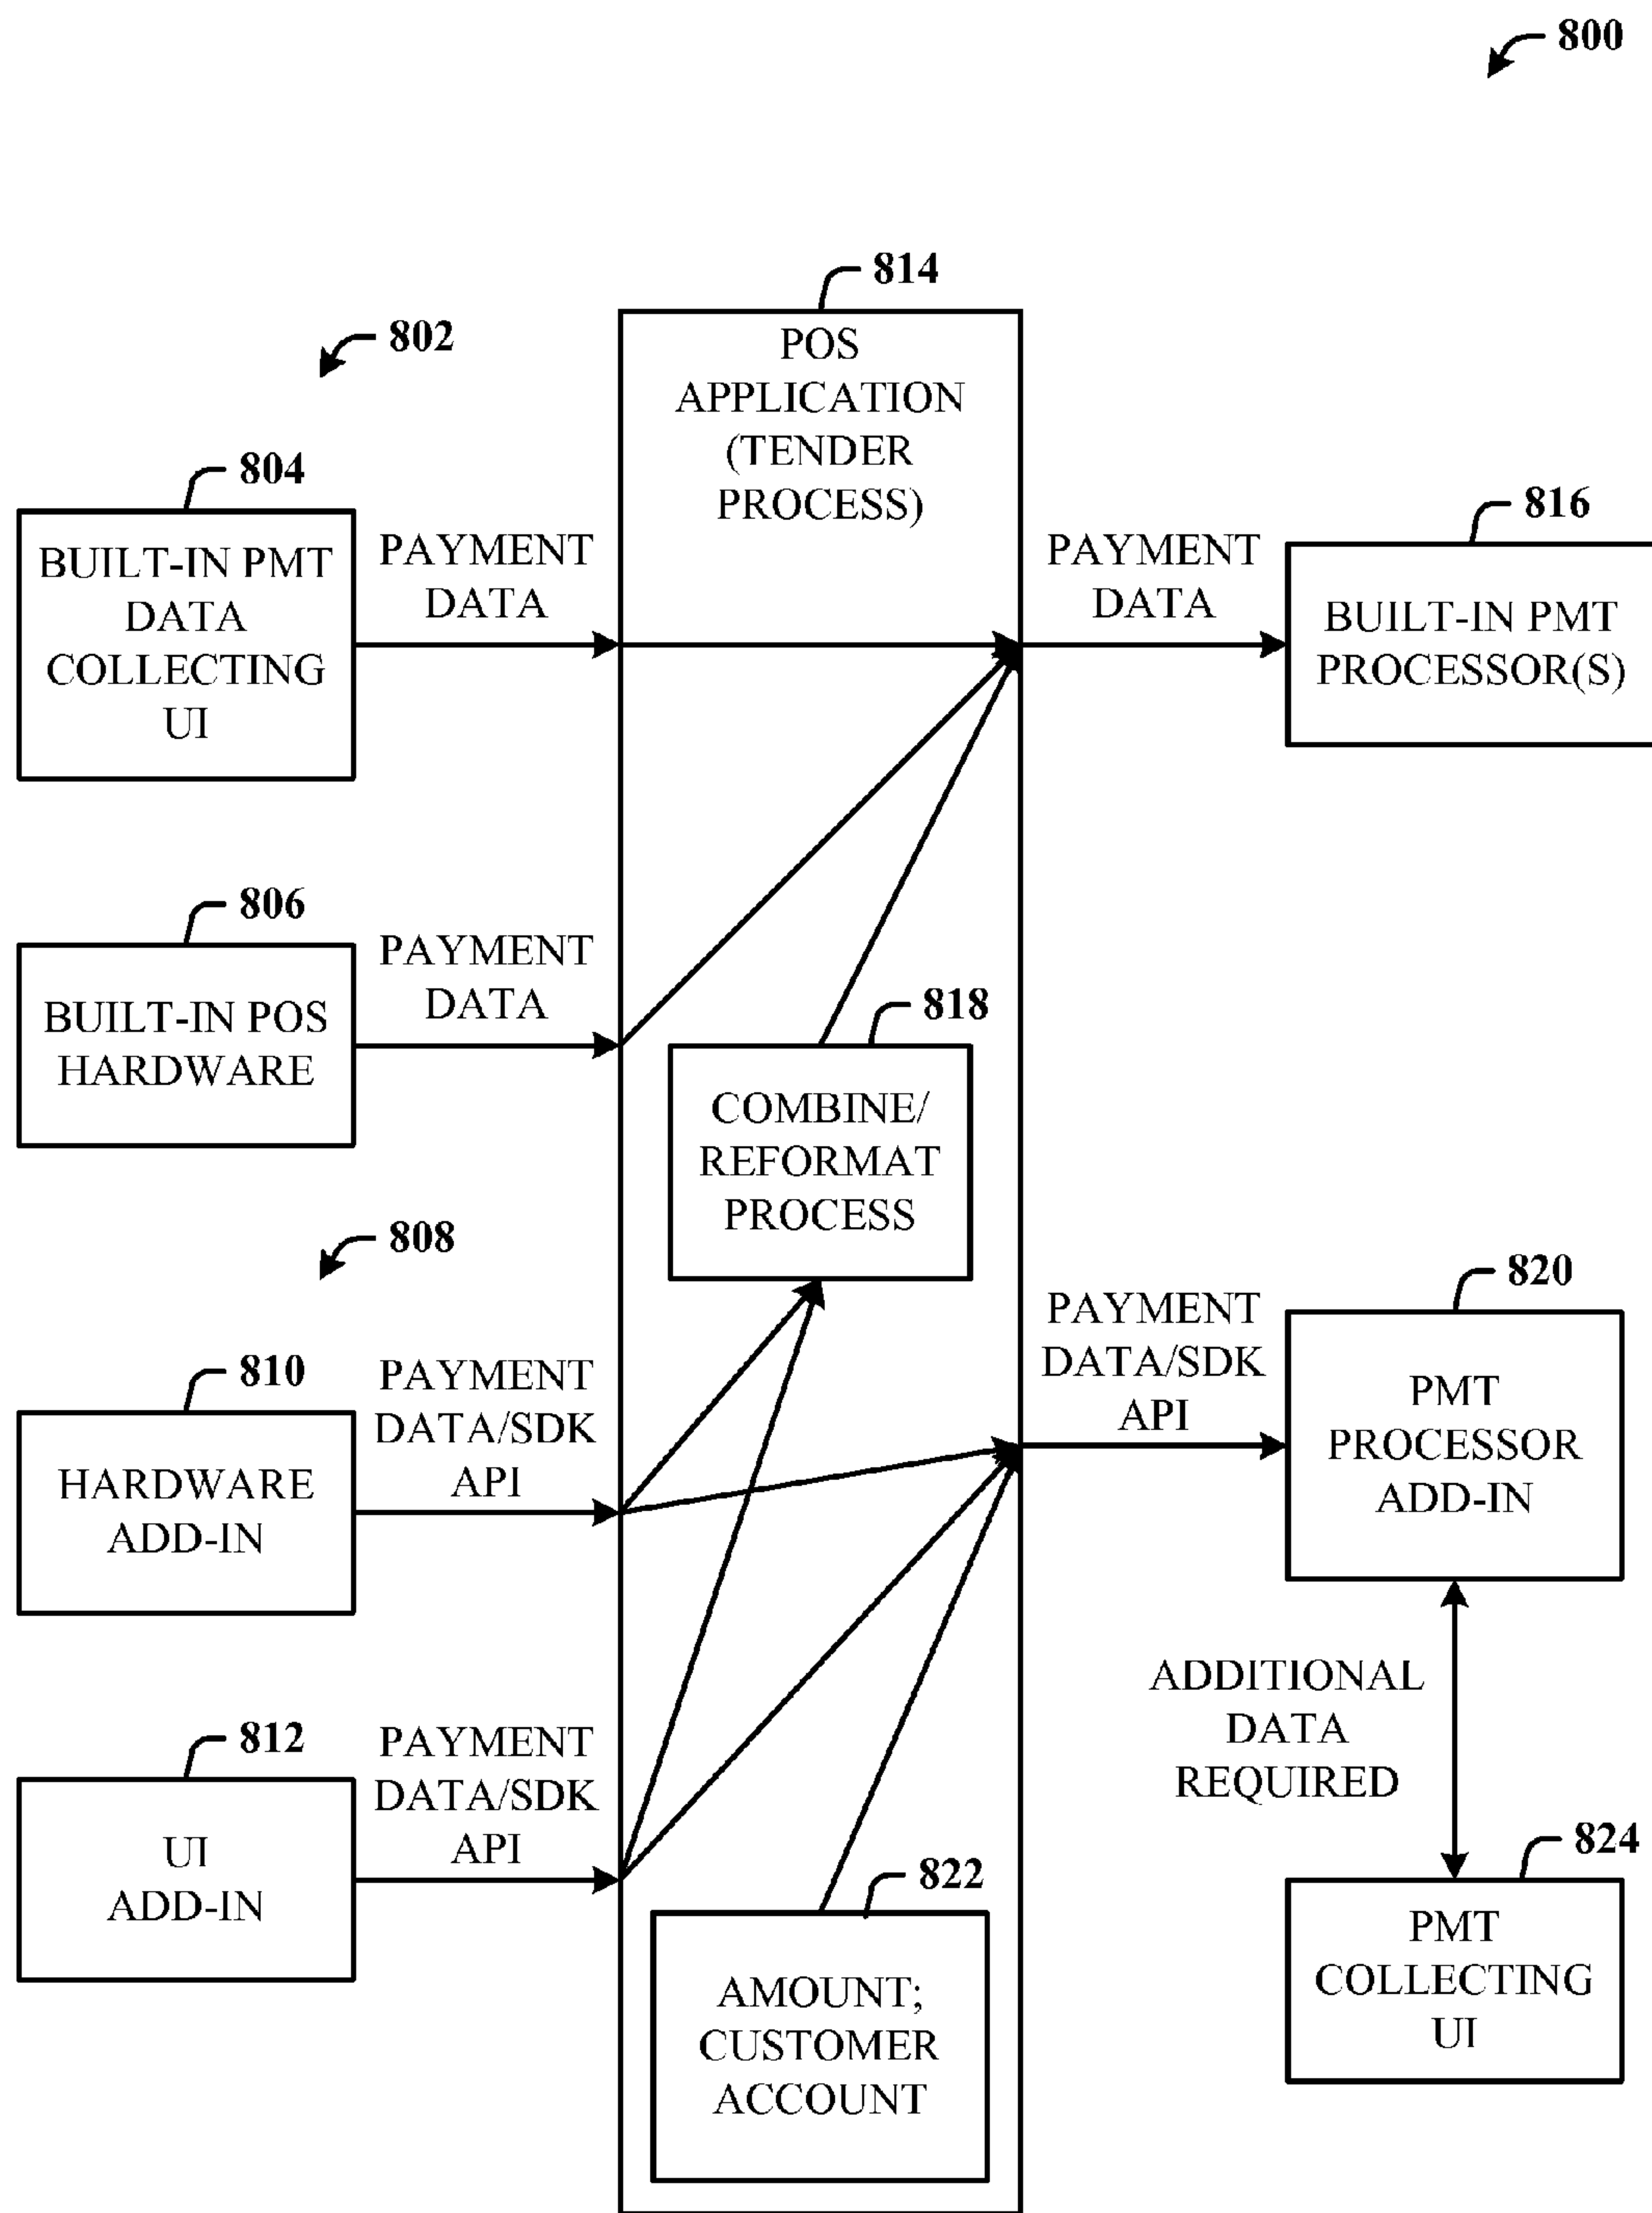 800
814
802
POS
APPLICATION
(TENDER
PROCESS)
804
BUILT-IN PMT
DATA
COLLECTING
UI
PAYMENT
DATA
PAYMENT
DATA
816
BUILT-IN PMT
PROCESSOR(S)
806
BUILT-IN POS
HARDWARE
PAYMENT
DATA
818
COMBINE/
REFORMAT
PROCESS
808
810
HARDWARE
ADD-IN
PAYMENT
DATA/SDK
API
PAYMENT
DATA/SDK
API
820
PMT
PROCESSOR
ADD-IN
812
UI
ADD-IN
PAYMENT
DATA/SDK
API
ADDITIONAL
DATA
REQUIRED
822
AMOUNT;
CUSTOMER
ACCOUNT
824
PMT
COLLECTING
UI